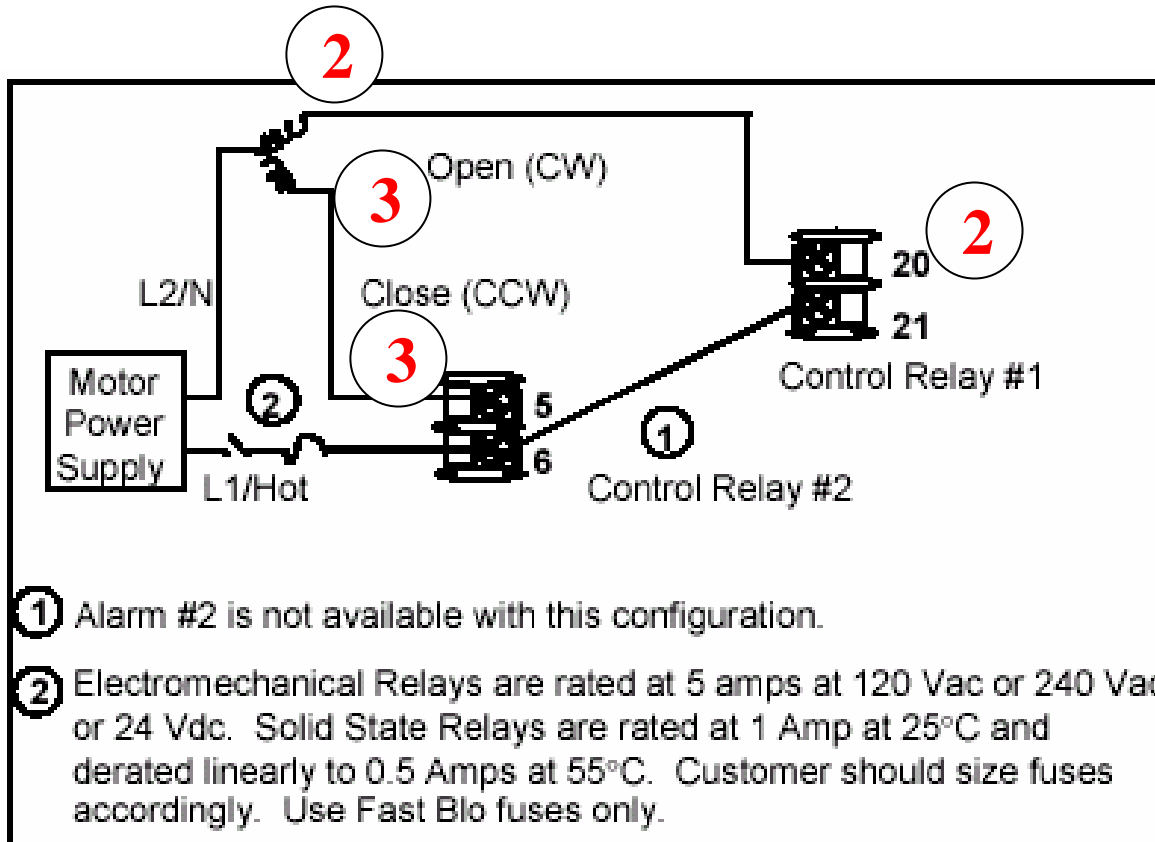 2
Open (CW)
3
2
20
L2/N
Close (CCW)
21
3
Control Relay #1
Motor
Power
Supply
2
5
6
1
L1/Hot
Control Relay #2
1 Alarm #2 is not available with this configuration.
2 Electromechanical Relays are rated at 5 amps at 120 Vac or 240 Vac
or 24 Vdc. Solid State Relays are rated at 1 Amp at 25°C and
derated linearly to 0.5 Amps at 55°C. Customer should size fuses
accordingly. Use Fast Blo fuses only.